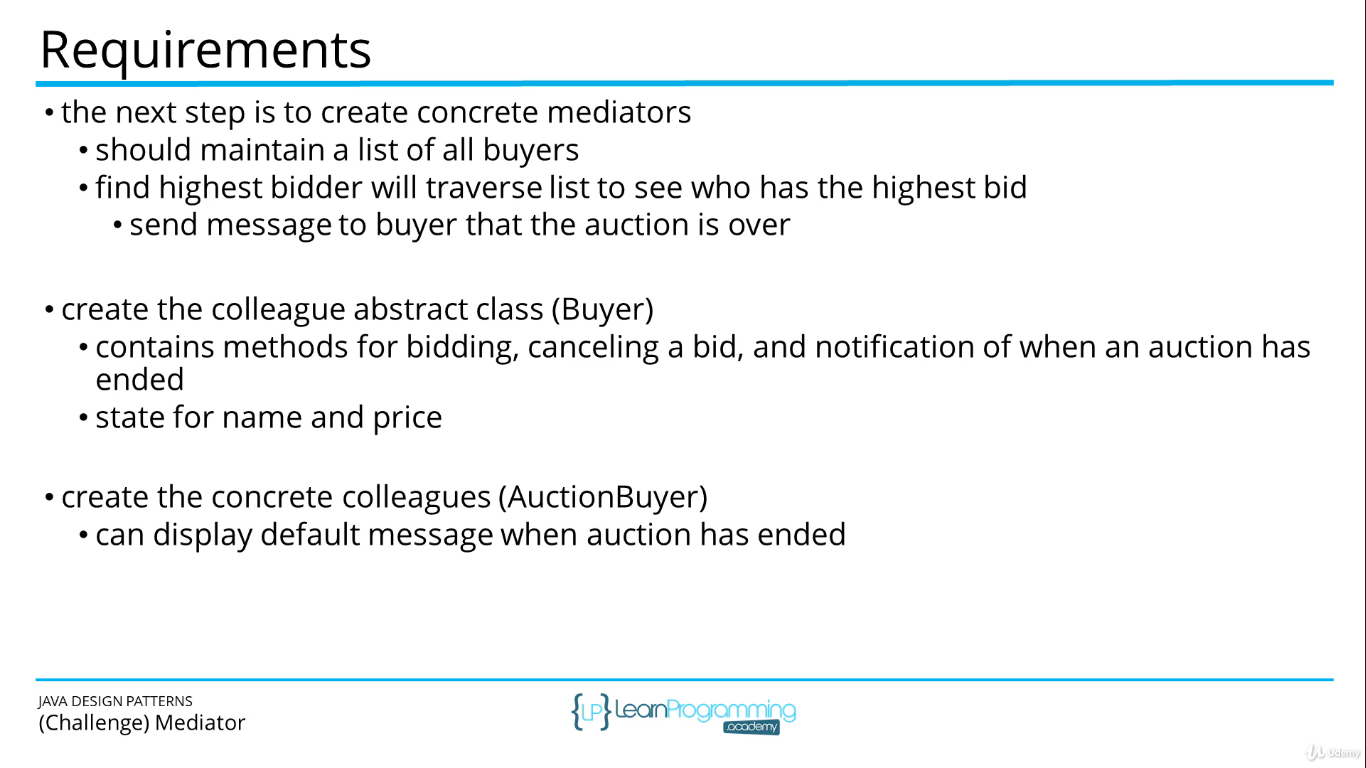 Requirements
• the next step is to create concrete mediators
• should maintain a list of all buyers
• find highest bidder will traverse list to see who has the highest bid
• send message to buyer that the auction is over
• create the colleague abstract class (Buyer)
• contains methods for bidding, canceling a bid, and notification of when an auction has
ended
• state for name and price
• create the concrete colleagues (AuctionBuyer)
• can display default message when auction has ended
JAVA DESIGN PATTERNS
(Challenge) Mediator
{LP} LearnProgramming
.academy
Udemy